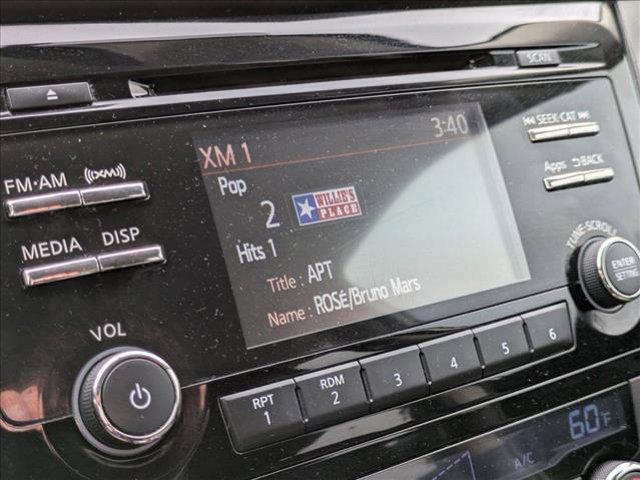 SCAN
XM 1 3:40
SEEK·CAT
FM·AM ((XM))
Pop
Apps BACK
2 WILLIE'S PLACE
MEDIA DISP
Hits 1
TUNE·SCROLL
Title : APT
ENTER SETTING
Name : ROSÉ/Bruno Mars
VOL
RPT 1 RDM 2 3 4 5 6
A/C 60°F